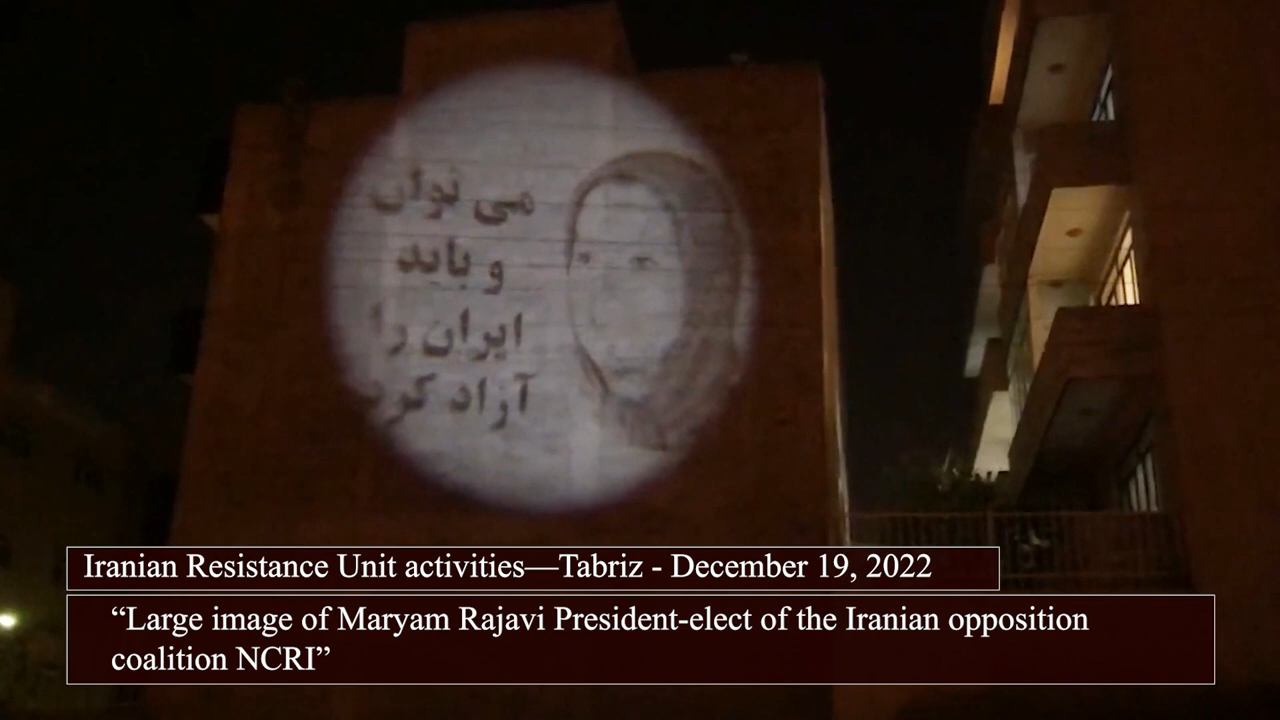 می توان
و باید
ایران را
آزاد کرد
Iranian Resistance Unit activities—Tabriz - December 19, 2022
“Large image of Maryam Rajavi President-elect of the Iranian opposition
coalition NCRI”